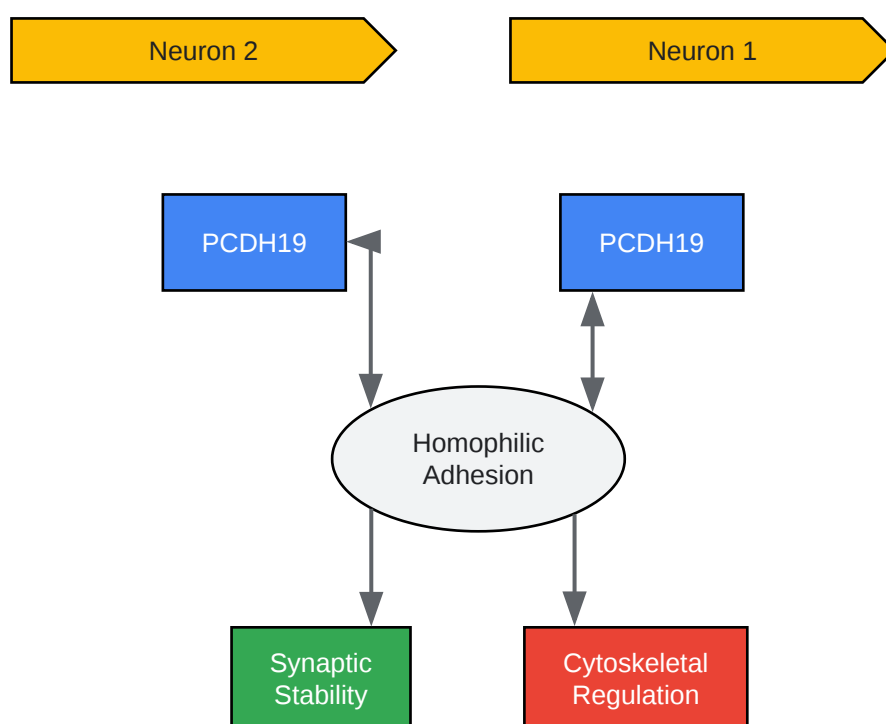 Neuron 2
Neuron 1
PCDH19
PCDH19
Homophilic
Adhesion
Synaptic
Stability
Cytoskeletal
Regulation